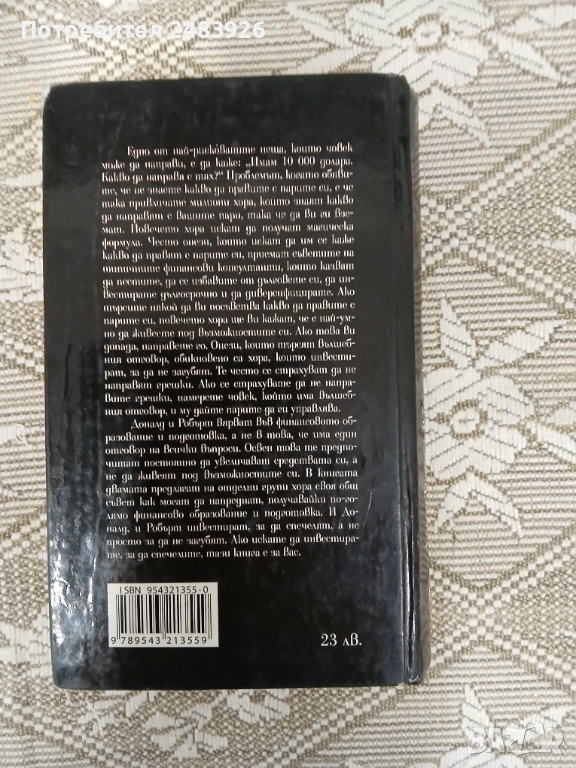 Потребител 2483926
Едно от най-рискованите неща, които човек
може да направи, е да каже: „Имам 10 000 долара.
Какво да направя с тях?“ Проблемът, когато обяви-
те, че не знаете какво да правите с парите си, е че
така привличате милиони хора, които знаят какво
да направят с вашите пари, така че да ви ги взе-
мат. Повечето хора искат да получат магическа
формула. Често онези, които искат да им се каже
какво да правят с парите си, приемат съветите на
типичните финансови консултанти, които казват
да пестите, да се избавите от дълговете си, да ин-
вестирате дългосрочно и да диверсифицирате. Ако
търсите някой да ви посъветва какво да правите с
парите си, повечето хора ще ви кажат, че е най-ум-
но да живеете под възможностите си. Ако това ви
допада, направете го. Онези, които търсят вълшеб-
ния отговор, обикновено са хора, които инвести-
рат, за да не загубят. Те често се страхуват да не
направят грешки. Ако се страхувате да не напра-
вите грешки, намерете човек, който има вълшеб-
ния отговор, и му дайте парите да ги управлява.
Доналд и Робърт вярват във финансовото об-
разование и подготовка, а не в това, че има един
отговор на всички въпроси. Освен това те предпо-
читат постоянно да увеличават средствата си, а
не да живеят под възможностите си. В книгата
двамата предлагат на отделни групи хора своя общ
съвет как могат да напреднат, получавайки по-го-
лямо финансово образование и подготовка. И До-
налд, и Робърт инвестират, за да спечелят, а не
просто за да не загубят. Ако искате да инвестира-
те, за да спечелите, тази книга е за вас.
ISBN 954321355-0
9 789543 213559
23 лв.